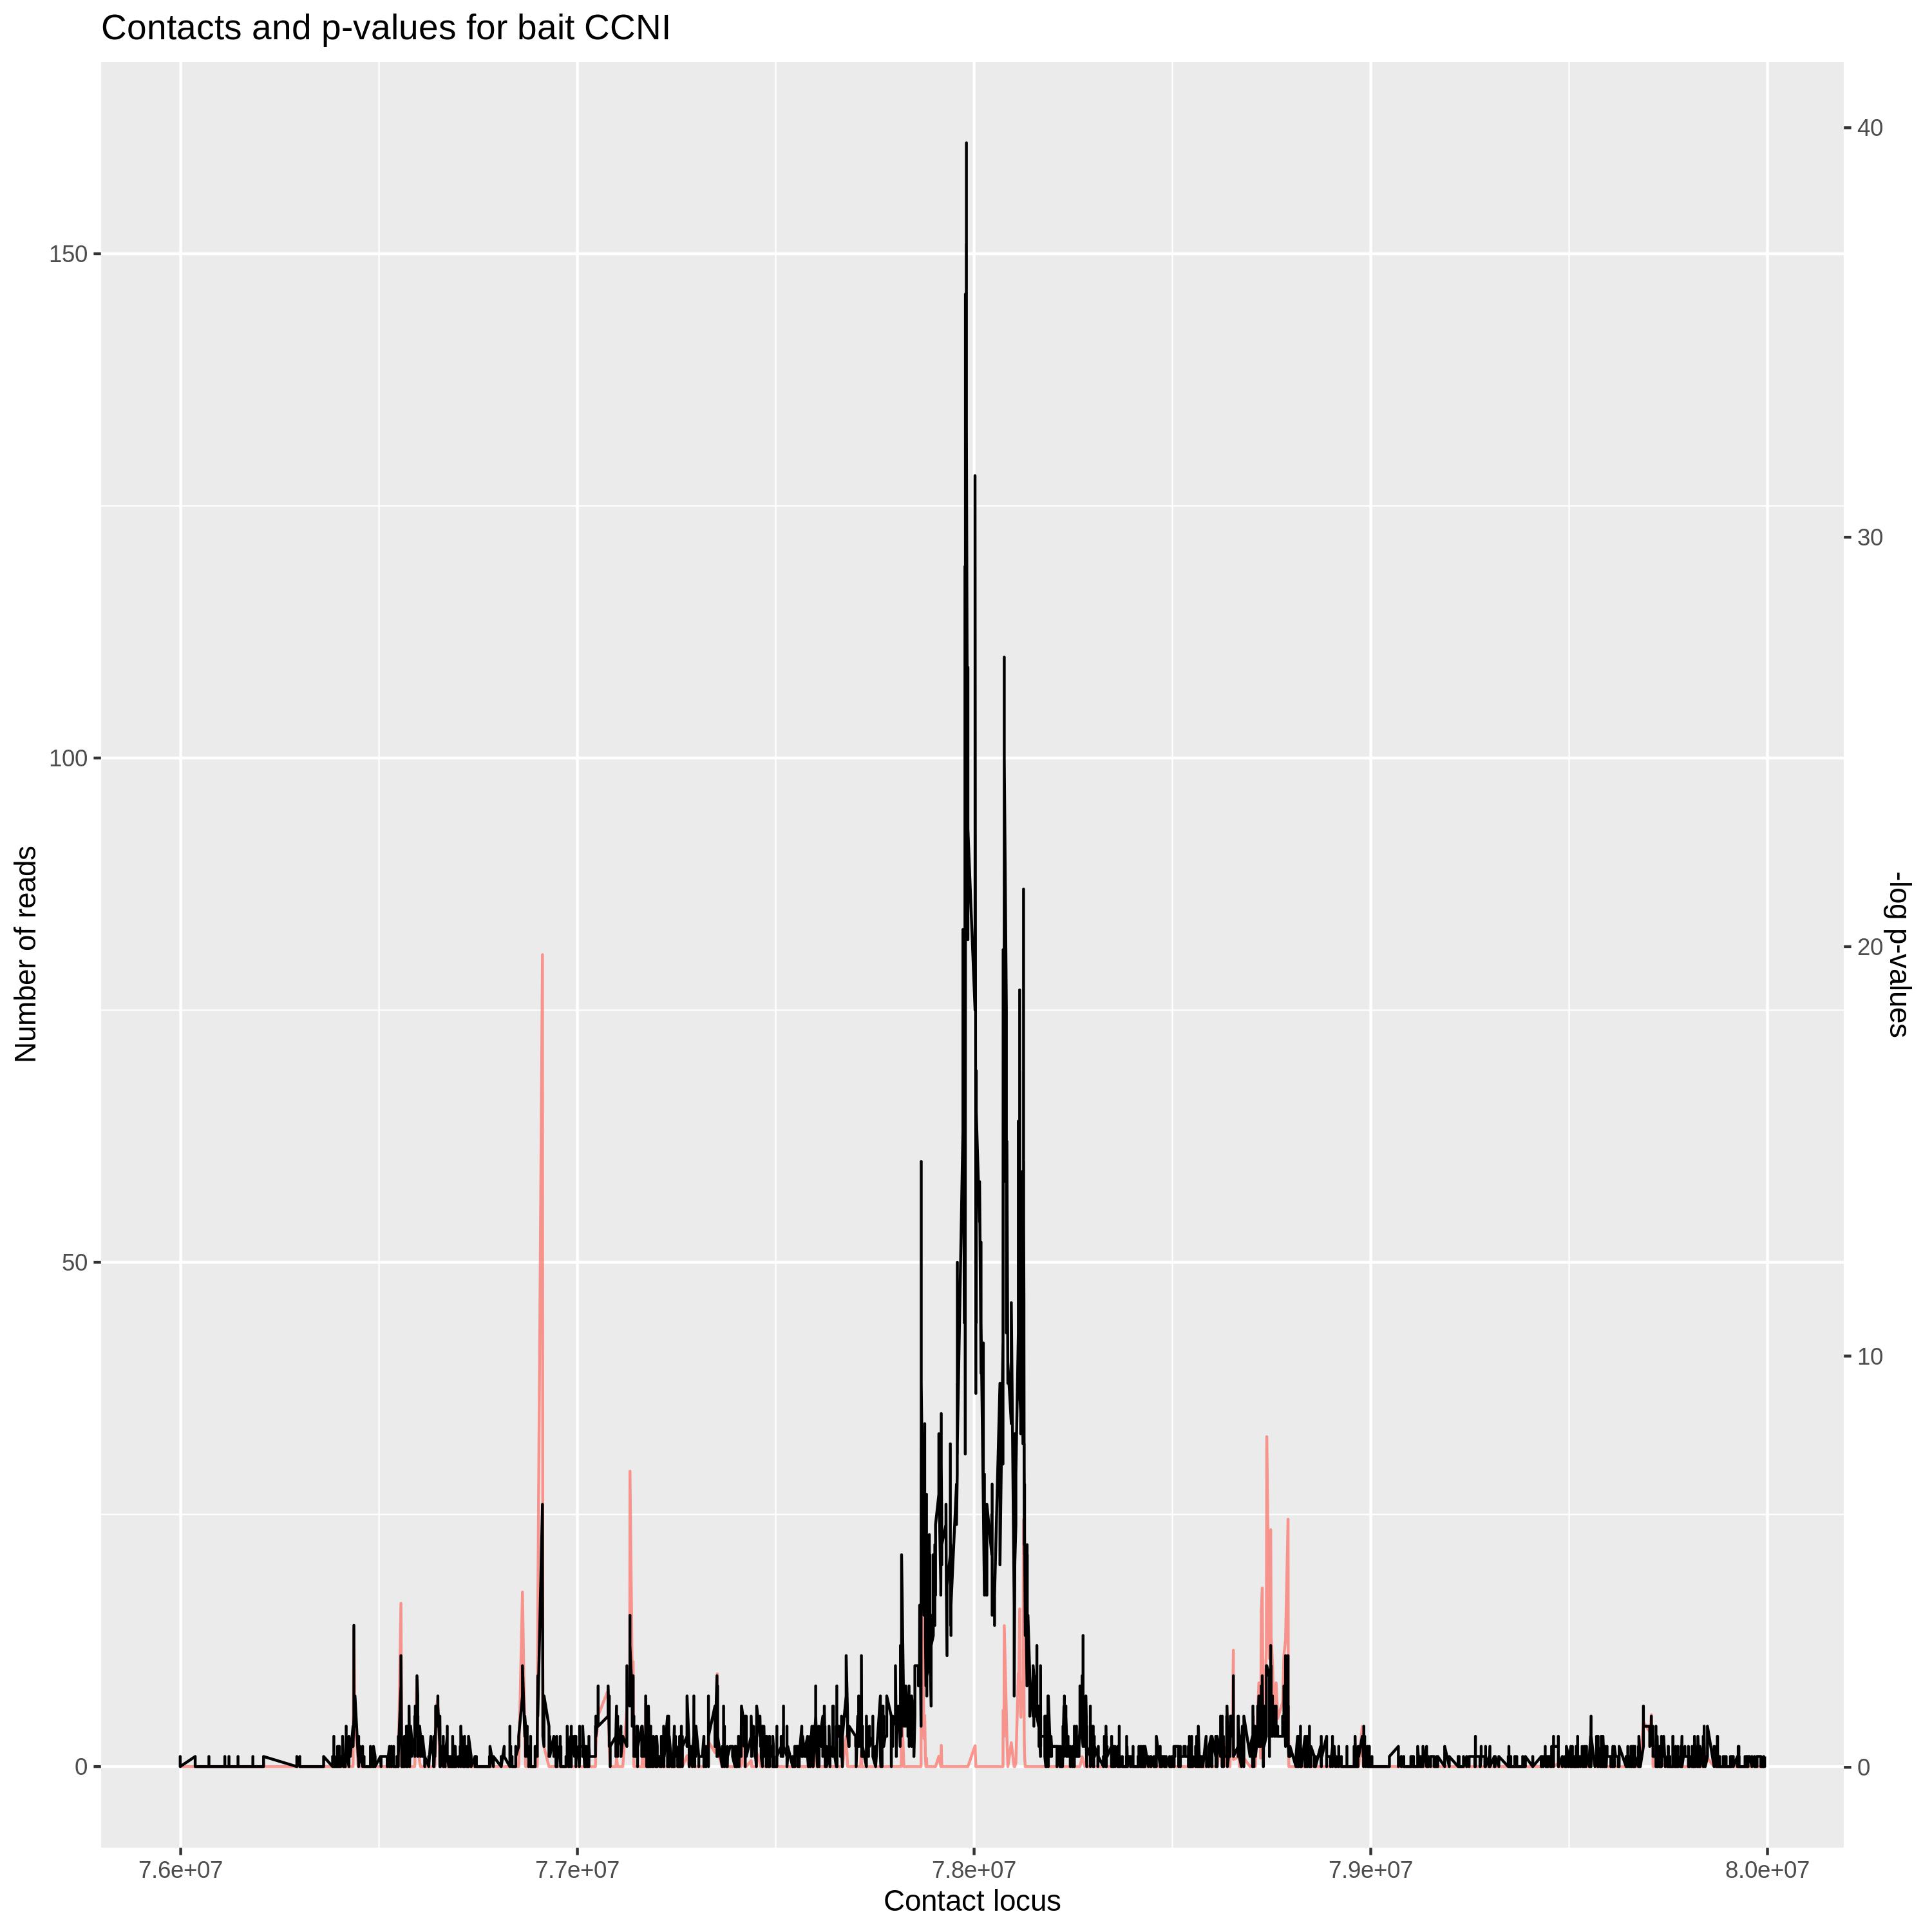 Contacts and p-values for bait CCNI
Number of reads
150
100
50
0
40
30
20
10
0
-log p-values
7.6e+07 7.7e+07 7.8e+07 7.9e+07 8.0e+07
Contact locus